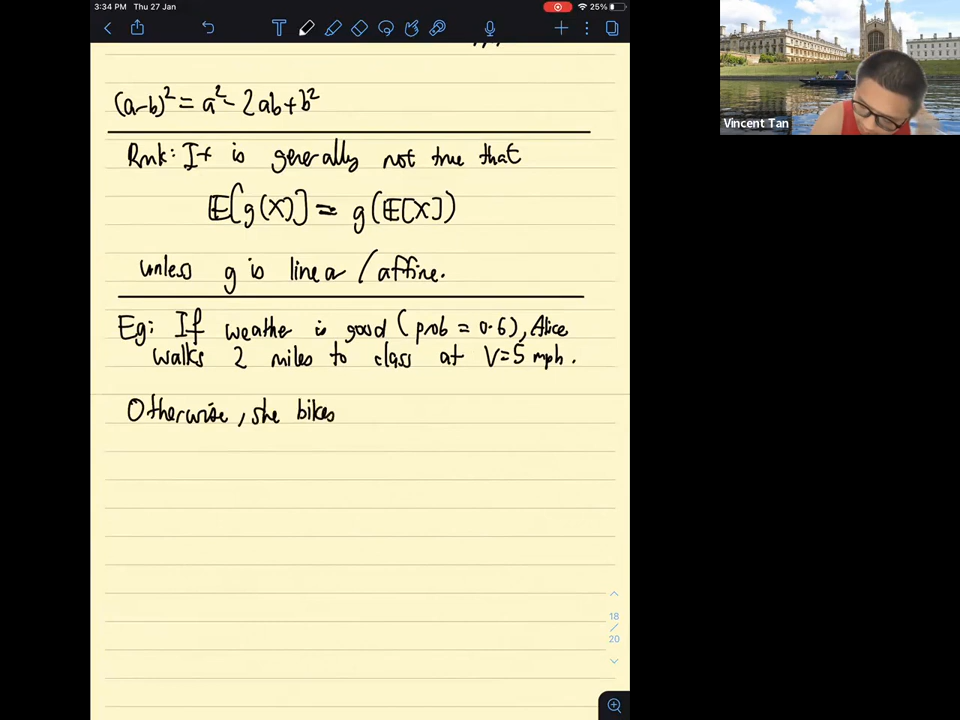 3:34 PM Thu 27 Jan
25%
Vincent Tan
(a-b)² = a² - 2ab + b²
Rmk: It is generally not true that
𝔼[g(X)] = g(𝔼[X])
unless g is linear / affine.
Eg: If weather is good (prob = 0.6), Alice
walks 2 miles to class at V=5 mph.
Otherwise, she bikes
18
/
20